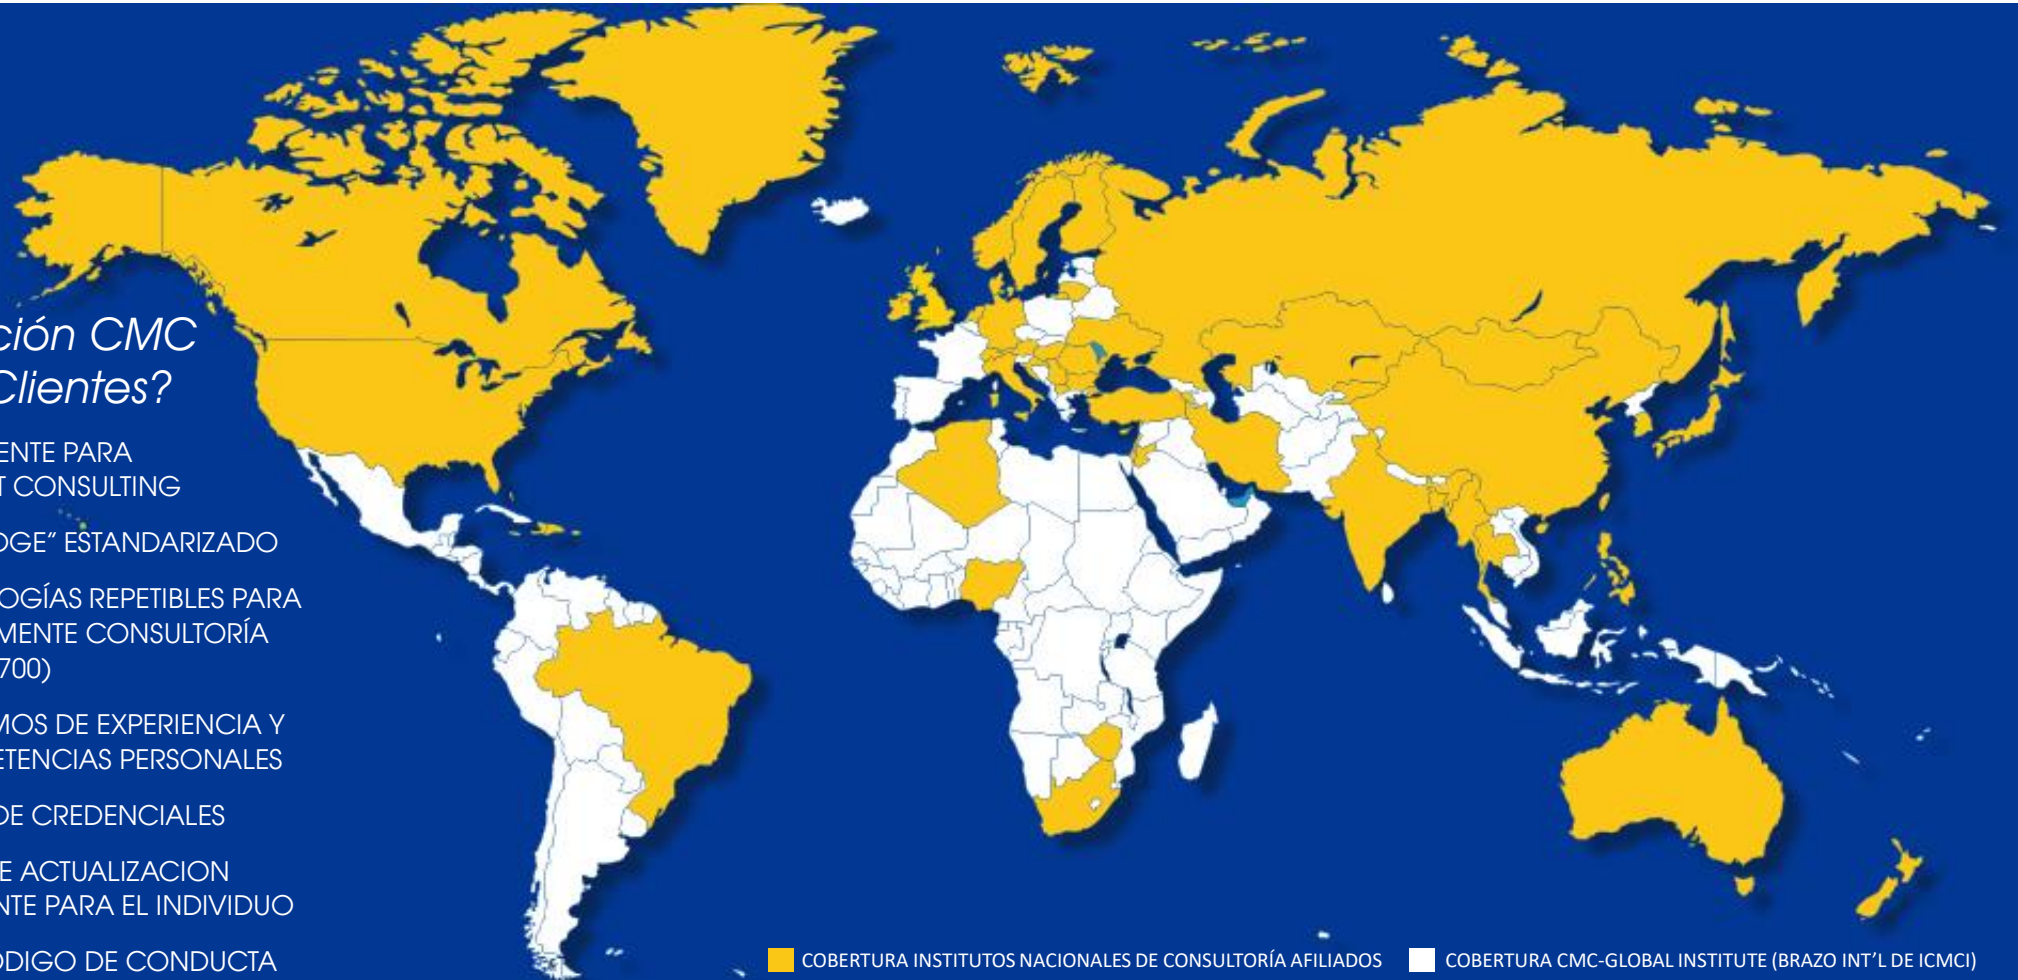 ción CMC
Clientes?
ENTE PARA
T CONSULTING
DGE" ESTANDARIZADO
OGÍAS REPETIBLES PARA
MENTE CONSULTORÍA
700)
MOS DE EXPERIENCIA Y
ETENCIAS PERSONALES
DE CREDENCIALES
E ACTUALIZACION
NTE PARA EL INDIVIDUO
ÓDIGO DE CONDUCTA
COBERTURA INSTITUTOS NACIONALES DE CONSULTORÍA AFILIADOS
COBERTURA CMC-GLOBAL INSTITUTE (BRAZO INT'L DE ICMCI)